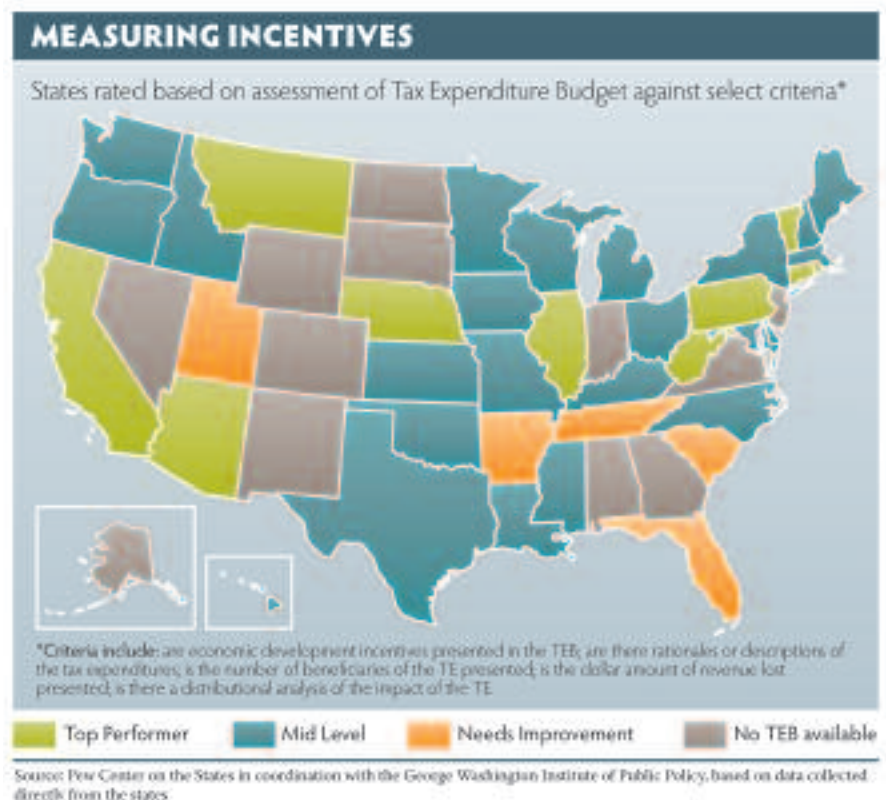 MEASURING INCENTIVES
States rated based on assessment of Tax Expenditure Budget against select criteria*
*Criteria include: are economic development incentives presented in the TEB; are there rationales or descriptions of
the tax expenditures; is the number of beneficiaries of the TE presented; is the dollar amount of revenue lost
presented; is there a distributional analysis of the impact of the TE
Top Performer
Mid Level
Needs Improvement
No TEB available
Source: Pew Center on the States in coordination with the George Washington Institute of Public Policy, based on data collected
directly from the states